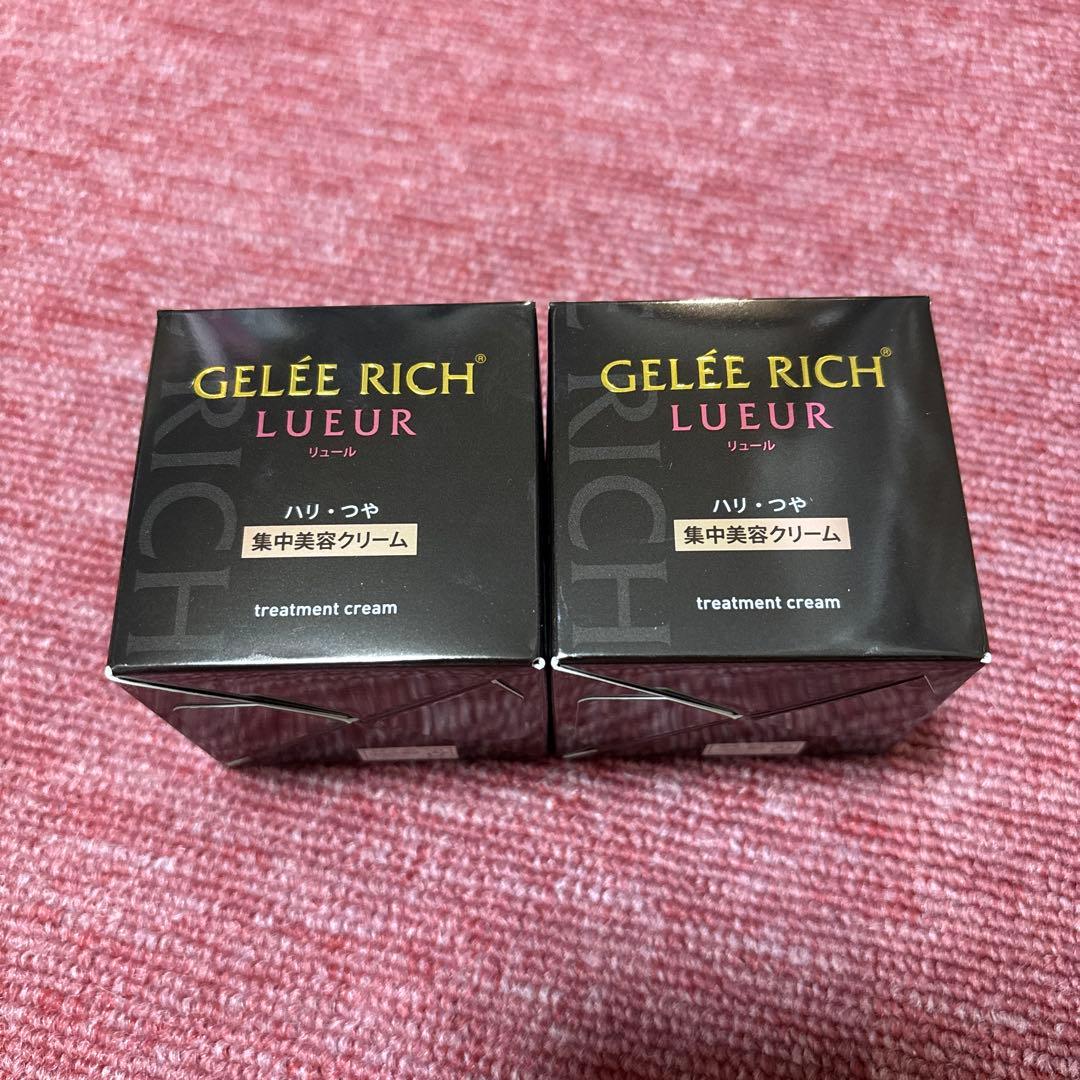 GELÉE RICH®
LUEUR
リュール
ハリ・つや
集中美容クリーム
treatment cream
RICH
GELÉE RICH®
LUEUR
リュール
ハリ・つや
集中美容クリーム
treatment cream
RICH